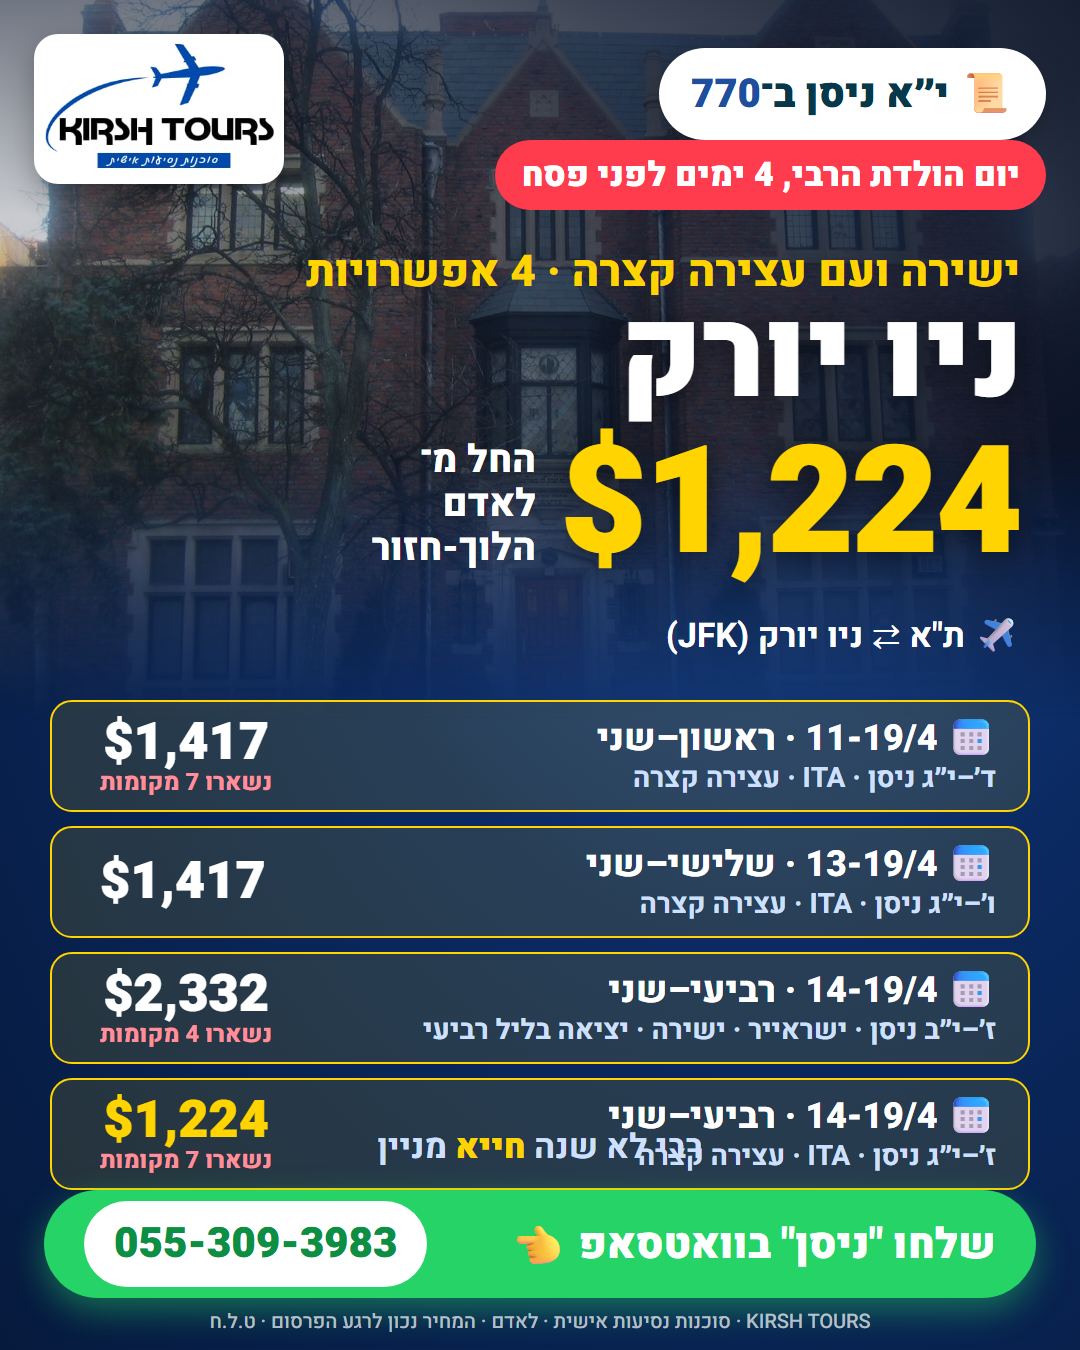 KIRSH TOURS
סוכנות נסיעות אישית
י״א ניסן ב־770
יום הולדת הרבי, 4 ימים לפני פסח
ישירה ועם עצירה קצרה · 4 אפשרויות
ניו יורק
$1,224
החל מ־
לאדם
הלוך-חזור
ת"א ⇄ ניו יורק (JFK)
11-19/4 · ראשון–שני
$1,417
ד׳–י״ג ניסן · ITA · עצירה קצרה
נשארו 7 מקומות
13-19/4 · שלישי–שני
$1,417
ו׳–י״ג ניסן · ITA · עצירה קצרה
14-19/4 · רביעי–שני
$2,332
ז׳–י״ב ניסן · ישראייר · ישירה · יציאה בליל רביעי
נשארו 4 מקומות
14-19/4 · רביעי–שני
$1,224
ז׳–י״ג ניסן · ITA · עצירה קצרה
נשארו 7 מקומות
רבי לא שנה חייא מניין
שלחו "ניסן" בוואטסאפ
055-309-3983
KIRSH TOURS · סוכנות נסיעות אישית · לאדם · המחיר נכון לרגע הפרסום · ט.ל.ח